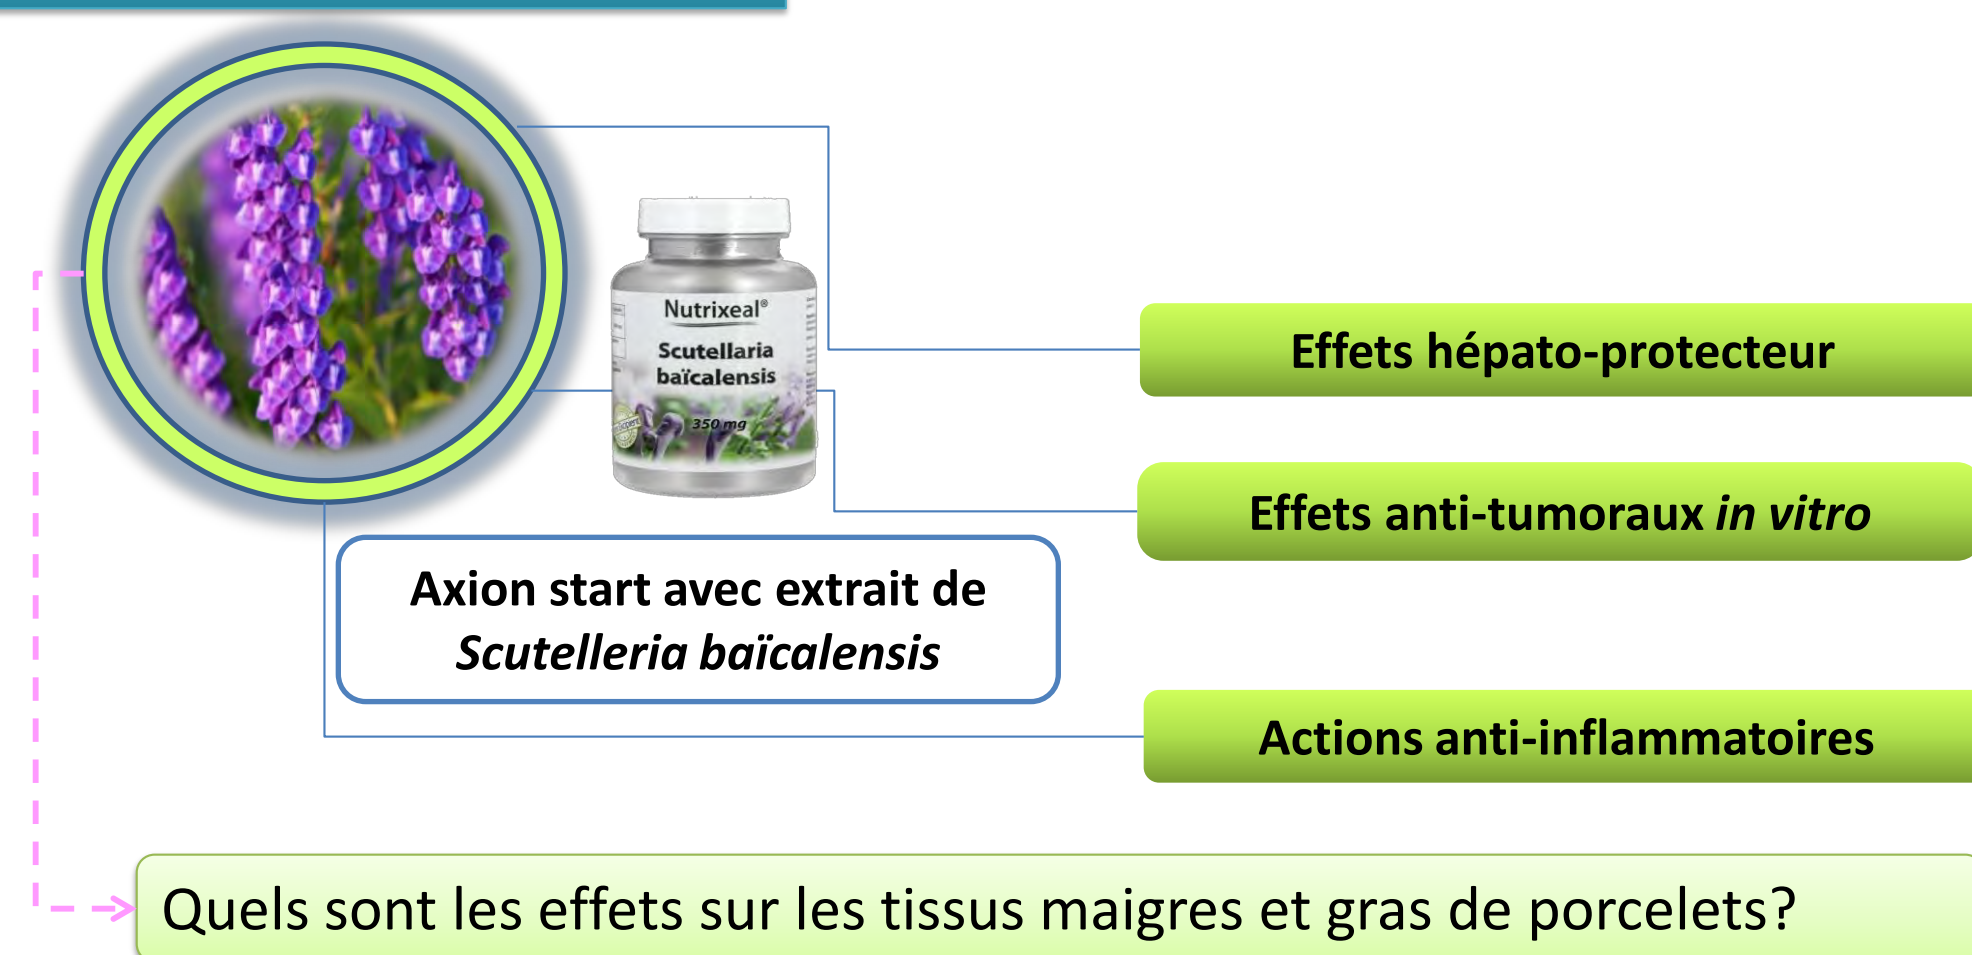 Nutrixeal®
Scutellaria
baïcalensis
350 mg
Effets hépato-protecteur
Effets anti-tumoraux in vitro
Axion start avec extrait de
Scutelleria baïcalensis
Actions anti-inflammatoires
Quels sont les effets sur les tissus maigres et gras de porcelets?